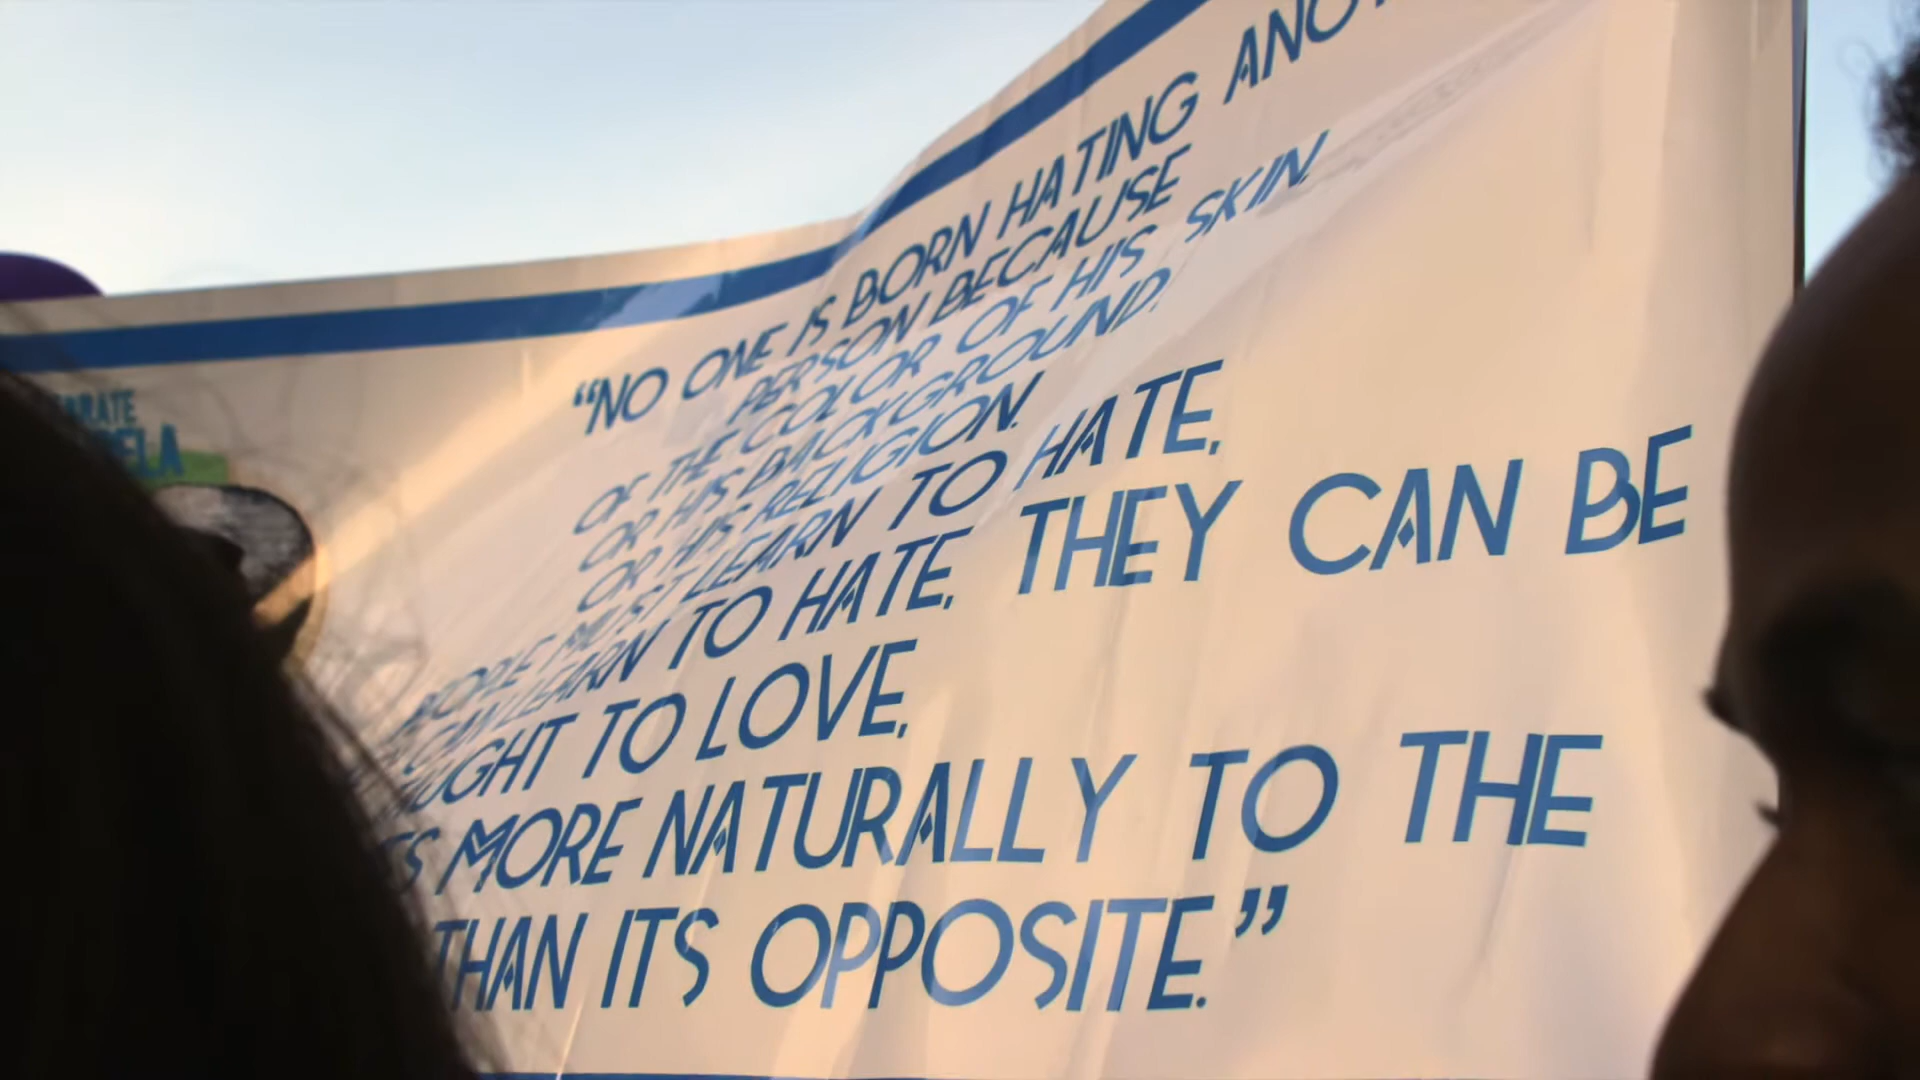 "NO ONE IS BORN HATING
PERSON BECAUSE
OF THE COLOR OF HIS SKIN,
OR HIS BACKGROUND,
OR HIS RELIGION.
PEOPLE MUST LEARN TO HATE,
CAN LEARN TO HATE, THEY CAN BE
TO LOVE,
MORE NATURALLY TO THE
THAN ITS OPPOSITE."